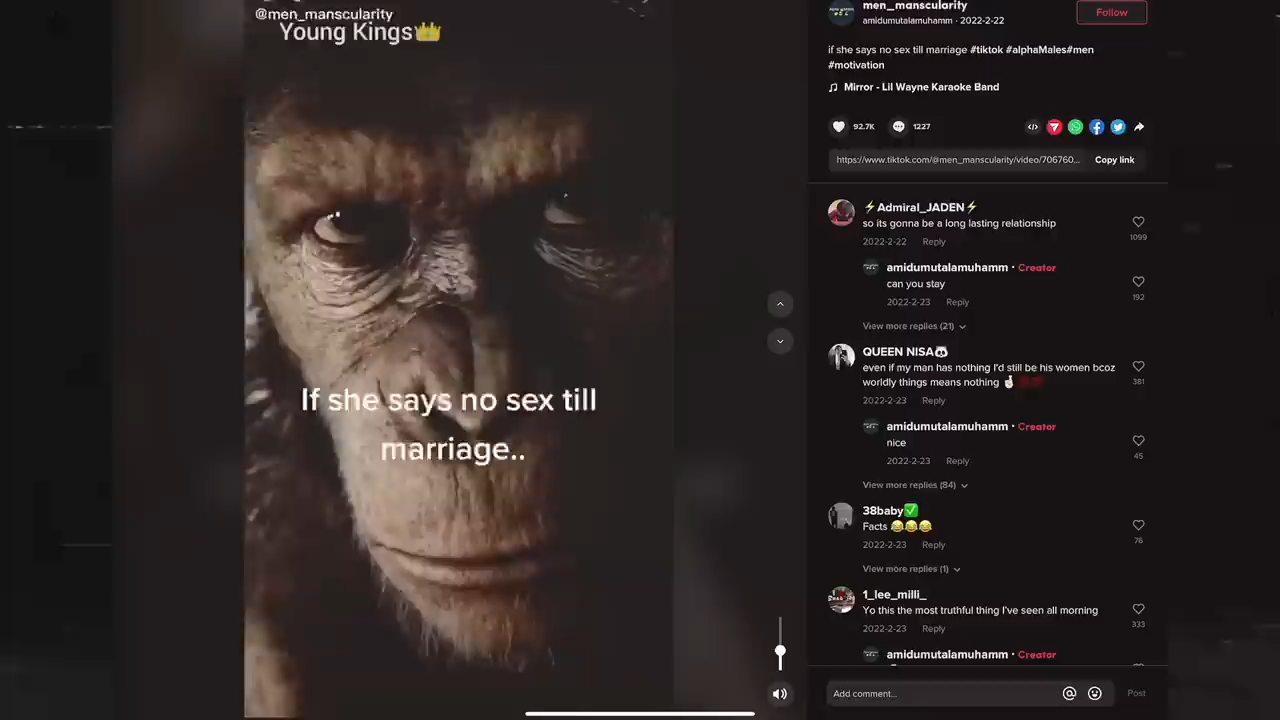 @men_manscularity
Young Kings👑
If she says no sex till
marriage..
men_manscularity
amidumutalamuhamm · 2022-2-22
Follow
if she says no sex till marriage #tiktok #alphaMales#men
#motivation
Mirror - Lil Wayne Karaoke Band
92.7K
1227
https://www.tiktok.com/@men_manscularity/video/706760...
Copy link
⚡Admiral_JADEN⚡
so its gonna be a long lasting relationship
2022-2-22 Reply
1099
amidumutalamuhamm · Creator
can you stay
2022-2-23 Reply
192
View more replies (21)
QUEEN NISA🐼
even if my man has nothing I'd still be his women bcoz
worldly things means nothing
2022-2-23 Reply
381
amidumutalamuhamm · Creator
nice
2022-2-23 Reply
45
View more replies (84)
38baby✅
Facts 😂😂😂
2022-2-23 Reply
76
View more replies (1)
1_lee_milli_
Yo this the most truthful thing I've seen all morning
2022-2-23 Reply
333
amidumutalamuhamm · Creator
Add comment...
Post